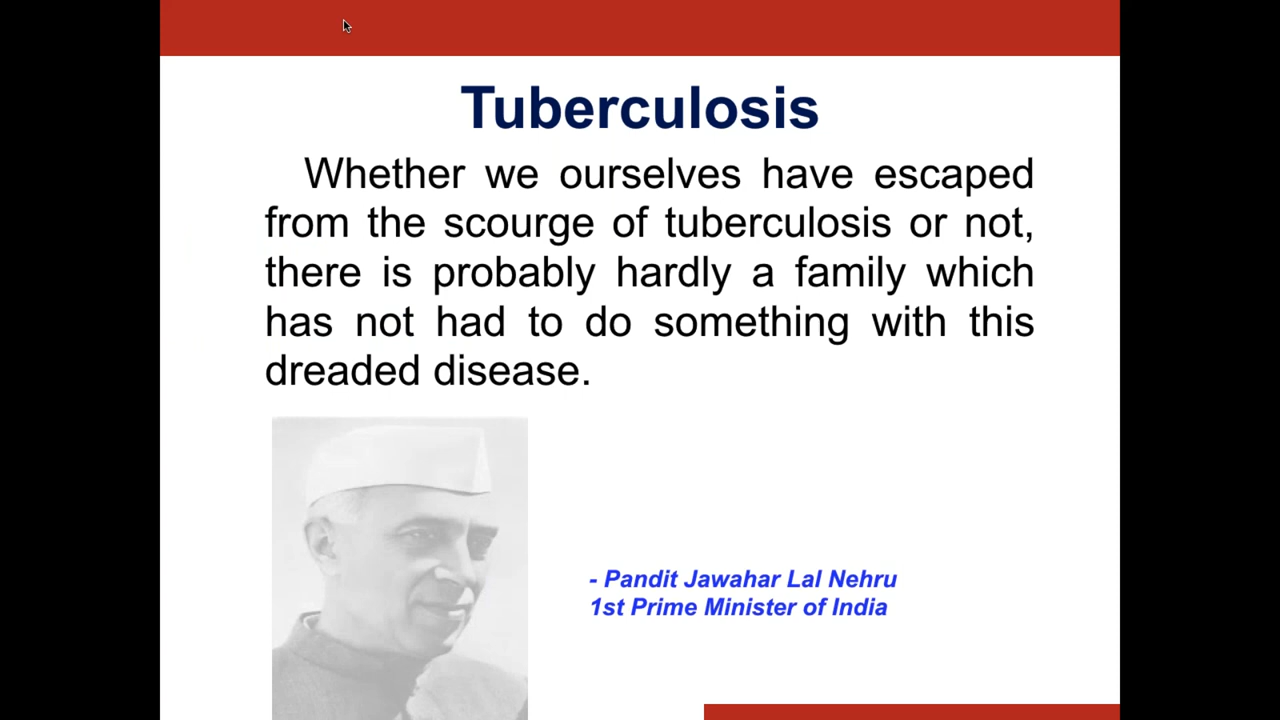 Tuberculosis
Whether we ourselves have escaped
from the scourge of tuberculosis or not,
there is probably hardly a family which
has not had to do something with this
dreaded disease.
- Pandit Jawahar Lal Nehru
1st Prime Minister of India